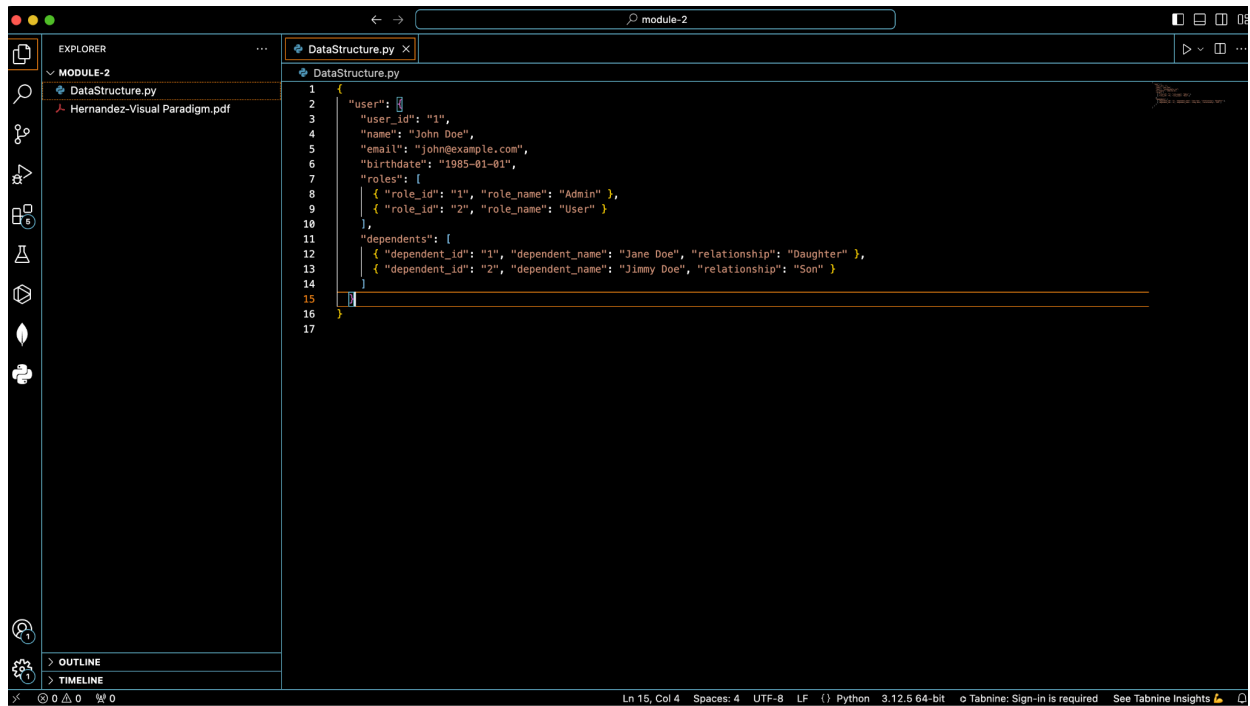 module-2
EXPLORER
MODULE-2
DataStructure.py
Hernandez-Visual Paradigm.pdf
DataStructure.py
DataStructure.py
1 {
2 "user": {
3 "user_id": "1",
4 "name": "John Doe",
5 "email": "john@example.com",
6 "birthdate": "1985-01-01",
7 "roles": [
8 { "role_id": "1", "role_name": "Admin" },
9 { "role_id": "2", "role_name": "User" }
10 ],
11 "dependents": [
12 { "dependent_id": "1", "dependent_name": "Jane Doe", "relationship": "Daughter" },
13 { "dependent_id": "2", "dependent_name": "Jimmy Doe", "relationship": "Son" }
14 ]
15 }
16 }
17
5
1
1
OUTLINE
TIMELINE
0 0 0 Ln 15, Col 4 Spaces: 4 UTF-8 LF {} Python 3.12.5 64-bit Tabnine: Sign-in is required See Tabnine Insights